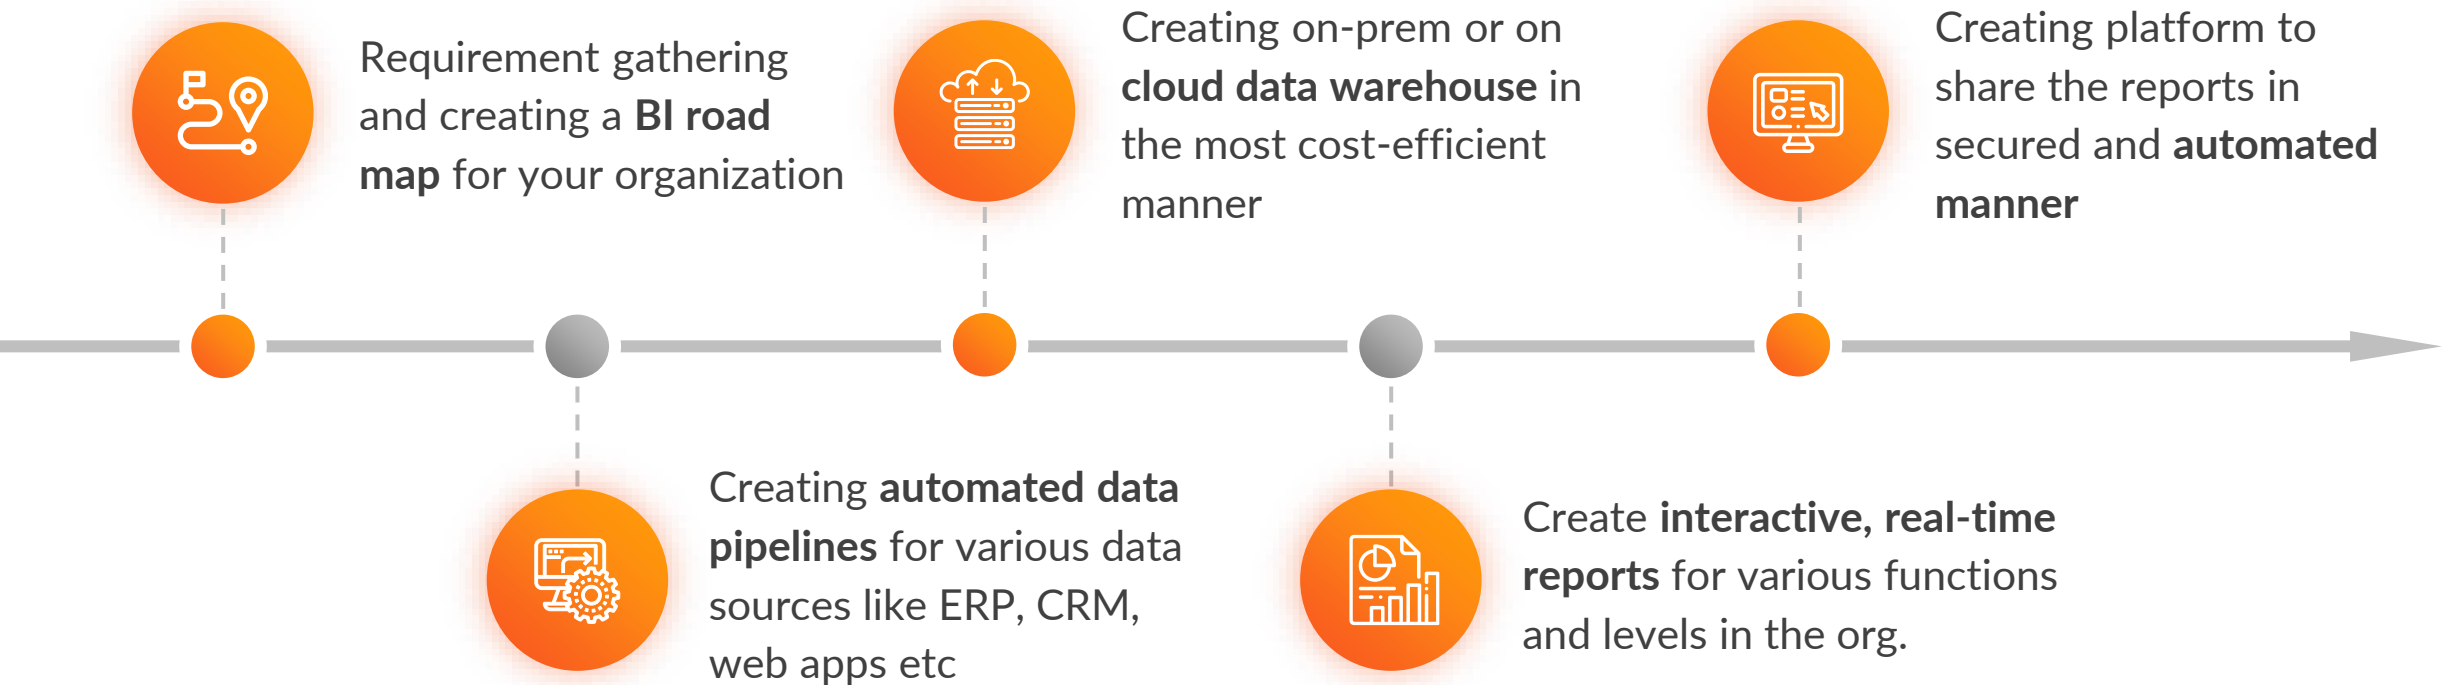 Requirement gathering
and creating a BI road
map for your organization
Creating automated data
pipelines for various data
sources like ERP, CRM,
web apps etc
Creating on-prem or on
cloud data warehouse in
the most cost-efficient
manner
Create interactive, real-time
reports for various functions
and levels in the org.
Creating platform to
share the reports in
secured and automated
manner